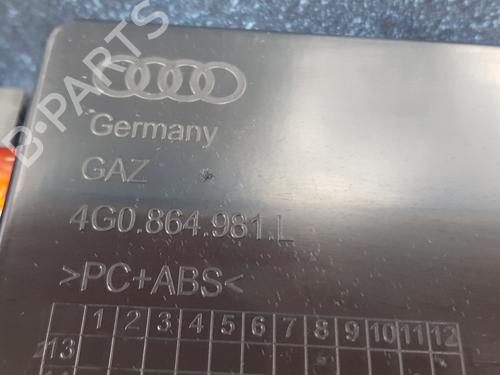 B-PARTS
Germany
GAZ
4G0.864.981.L
>PC+ABS<
1 2 3 4 5 6 7 8 9 10 11 12
13